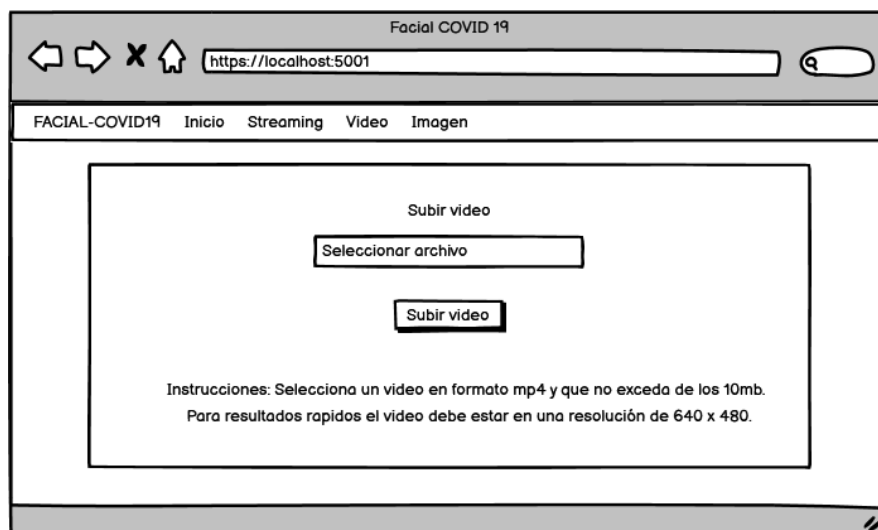 Facial COVID 19
https://localhost:5001
FACIAL-COVID19 Inicio Streaming Video Imagen
Subir video
Seleccionar archivo
Subir video
Instrucciones: Selecciona un video en formato mp4 y que no exceda de los 10mb.
Para resultados rapidos el video debe estar en una resolución de 640 x 480.